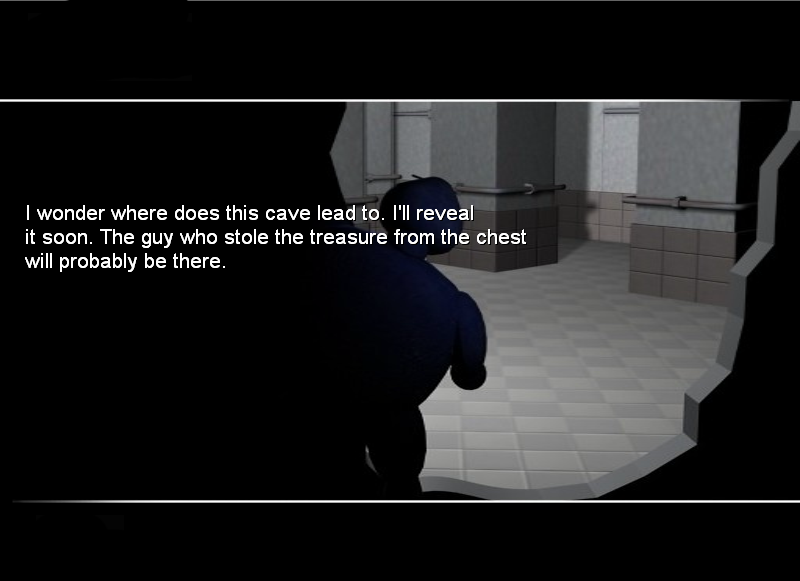 I wonder where does this cave lead to. I'll reveal
it soon. The guy who stole the treasure from the chest
will probably be there.